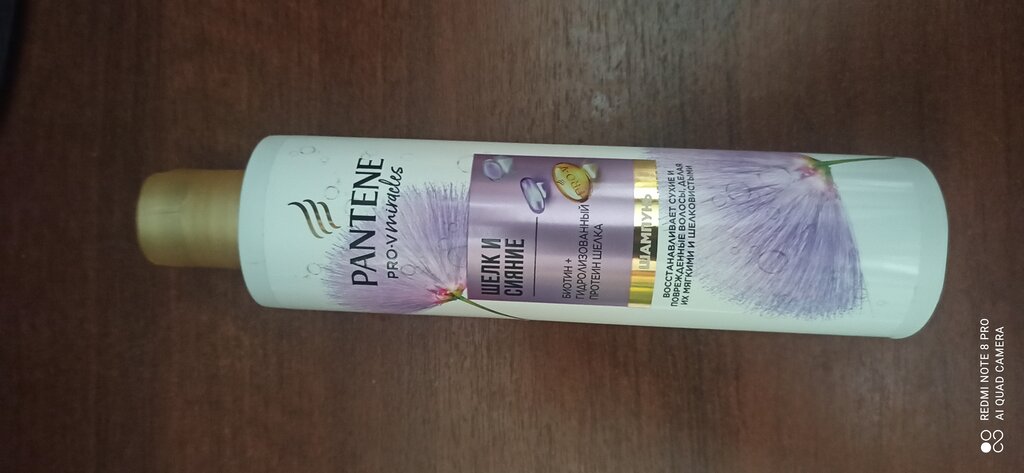 PANTENE
PRO-V miracles
ШЕЛК И
СИЯНИЕ
БИОТИН +
ГИДРОЛИЗОВАННЫЙ
ПРОТЕИН ШЕЛКА
PRO-V
ШАМПУНЬ
ВОССТАНАВЛИВАЕТ СУХИЕ И
ПОВРЕЖДЕННЫЕ ВОЛОСЫ, ДЕЛАЯ
ИХ МЯГКИМИ И ШЕЛКОВИСТЫМИ
REDMI NOTE 8 PRO
AI QUAD CAMERA